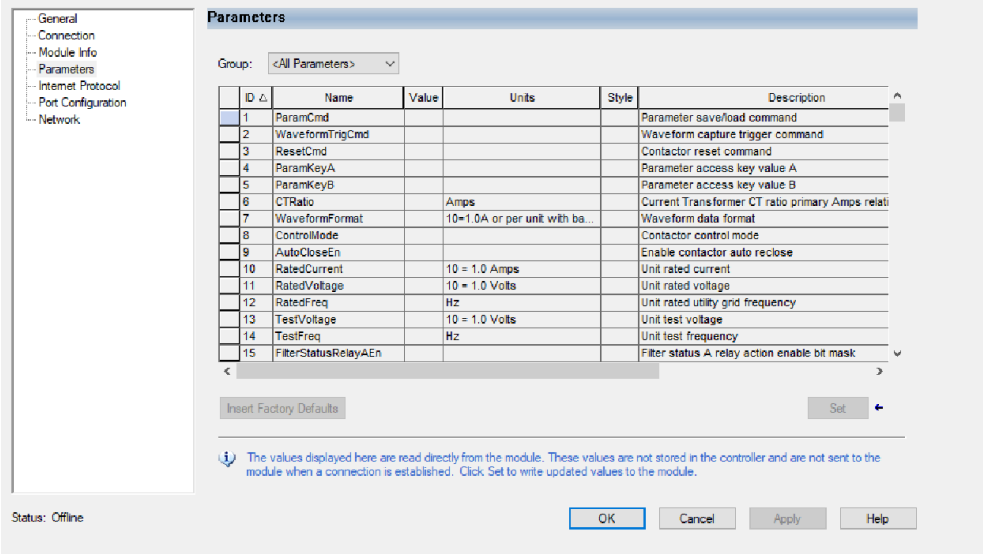 General
Connection
Module Info
Parameters
Internet Protocol
Port Configuration
Network
Parameters
Group: <All Parameters>
ID Name Value Units Style Description
1 ParamCmd Parameter save/load command
2 WaveformTrigCmd Waveform capture trigger command
3 ResetCmd Contactor reset command
4 ParamKeyA Parameter access key value A
5 ParamKeyB Parameter access key value B
6 CTRatio Amps Current Transformer CT ratio primary Amps relati
7 WaveformFormat 10=1.0A or per unit with ba... Waveform data format
8 ControlMode Contactor control mode
9 AutoCloseEn Enable contactor auto reclose
10 RatedCurrent 10 = 1.0 Amps Unit rated current
11 RatedVoltage 10 = 1.0 Volts Unit rated voltage
12 RatedFreq Hz Unit rated utility grid frequency
13 TestVoltage 10 = 1.0 Volts Unit test voltage
14 TestFreq Hz Unit test frequency
15 FilterStatusRelayAEn Filter status A relay action enable bit mask
Insert Factory Defaults Set
The values displayed here are read directly from the module. These values are not stored in the controller and are not sent to the
module when a connection is established. Click Set to write updated values to the module.
Status: Offline OK Cancel Apply Help